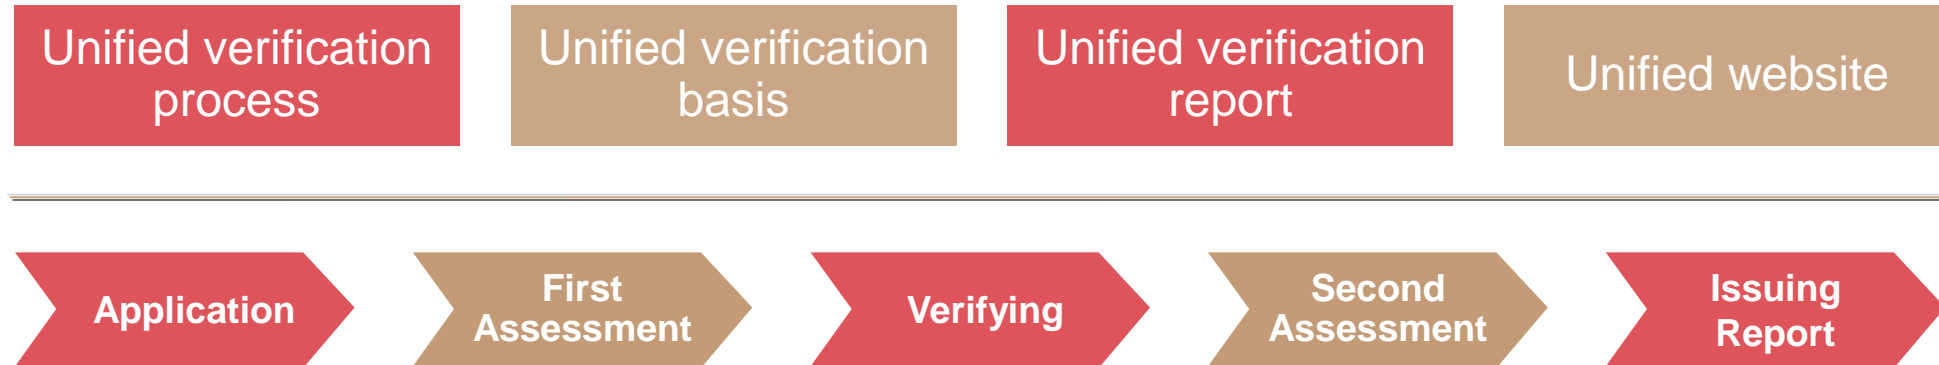 Unified verification
process
Unified verification
basis
Unified verification
report
Unified website
Application
First
Assessment
Verifying
Second
Assessment
Issuing
Report